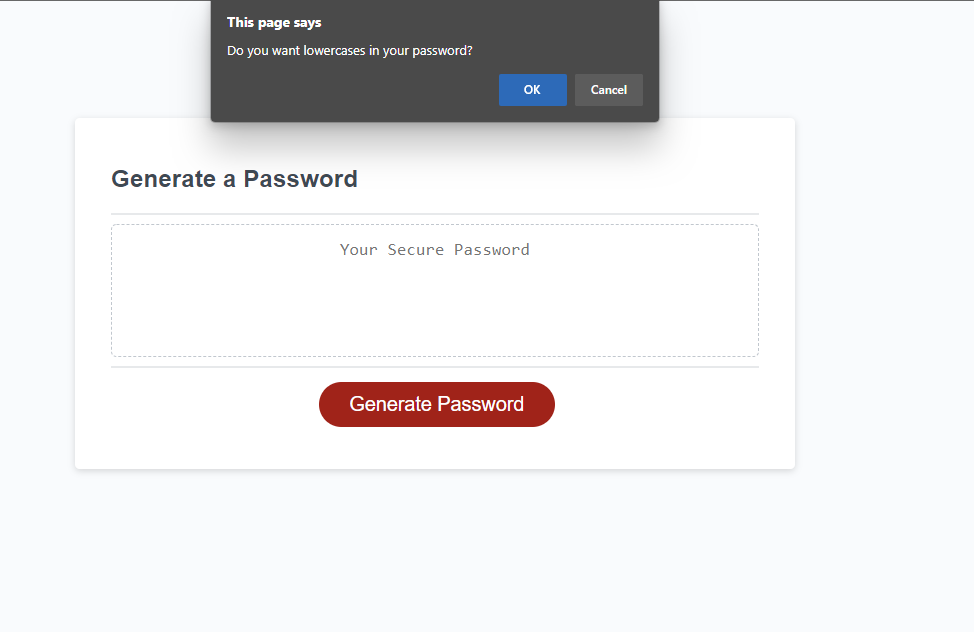 This page says
Do you want lowercases in your password?
OK
Cancel
Generate a Password
Your Secure Password
Generate Password